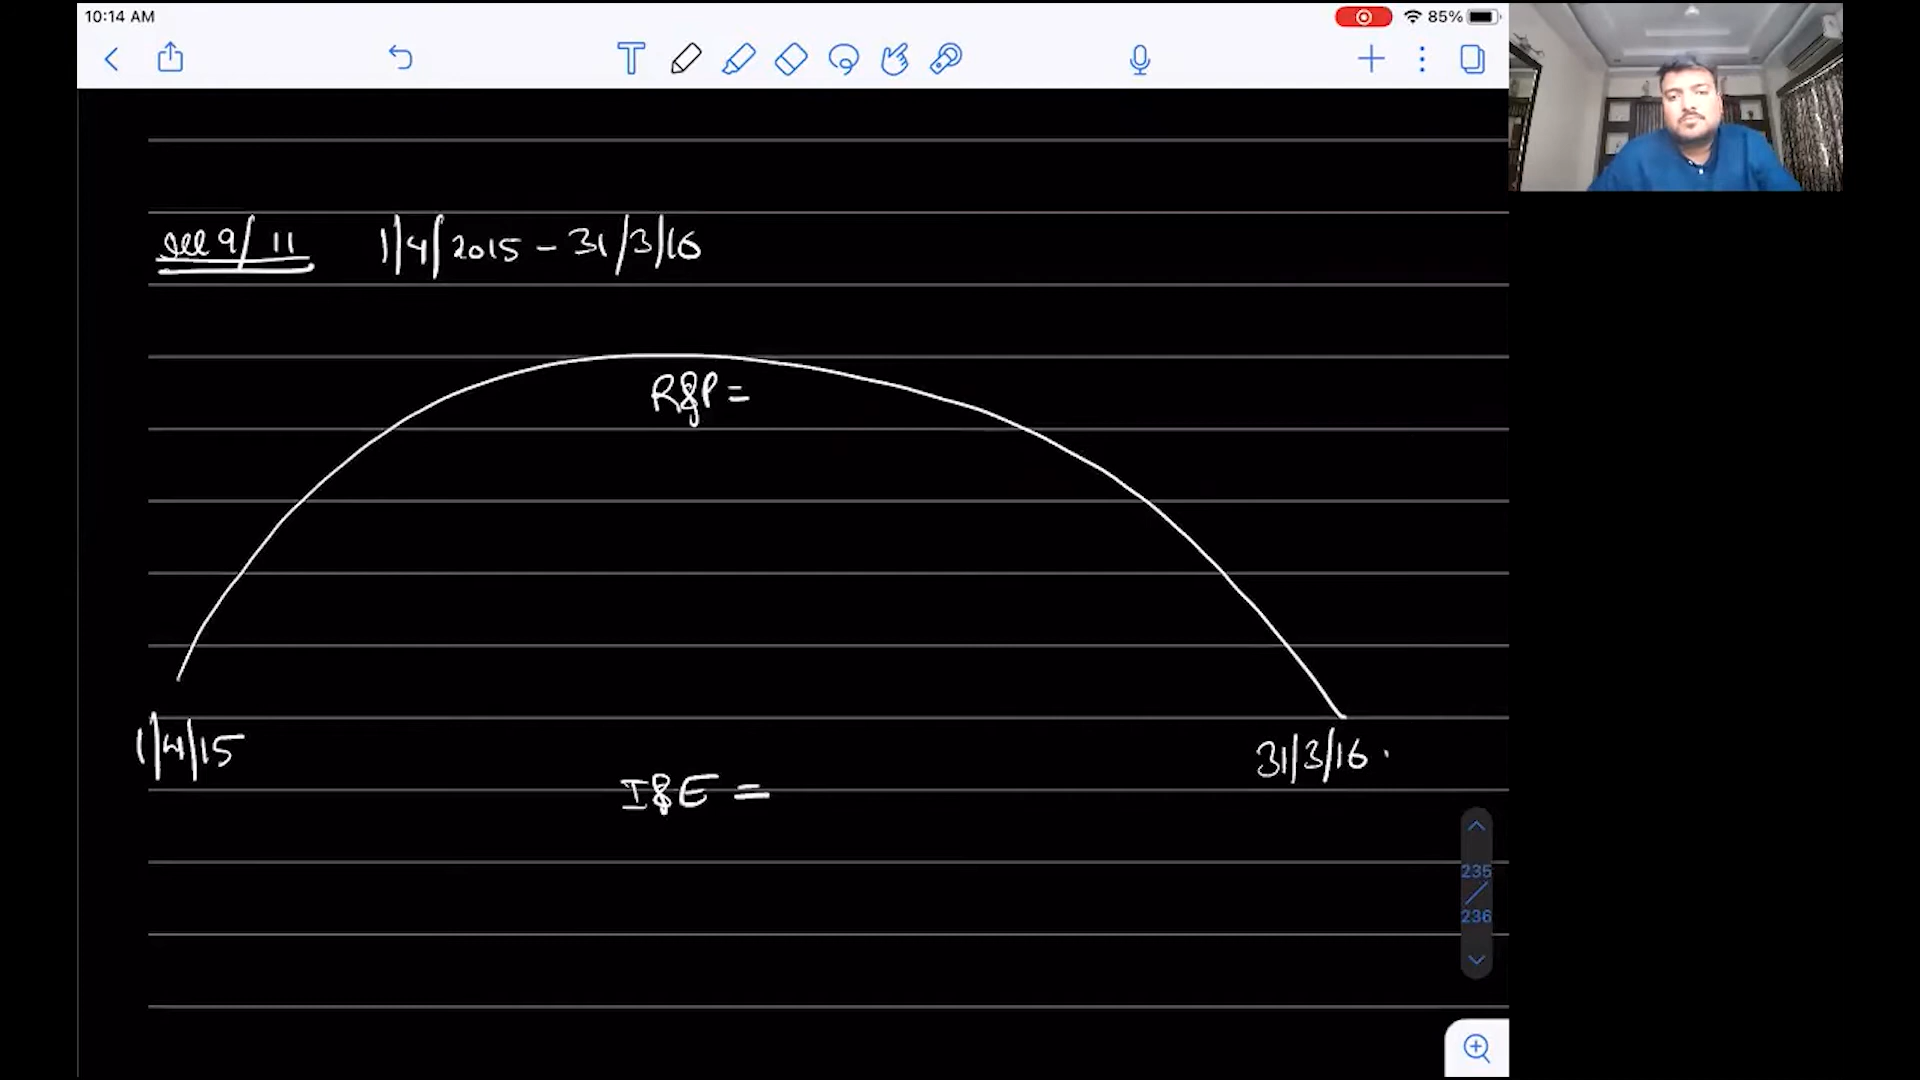 10:14 AM
85%
Ill 9/ 11 1/4/2015 - 31/3/16
R&P =
1/4/15
31/3/16
I&E =
235
236